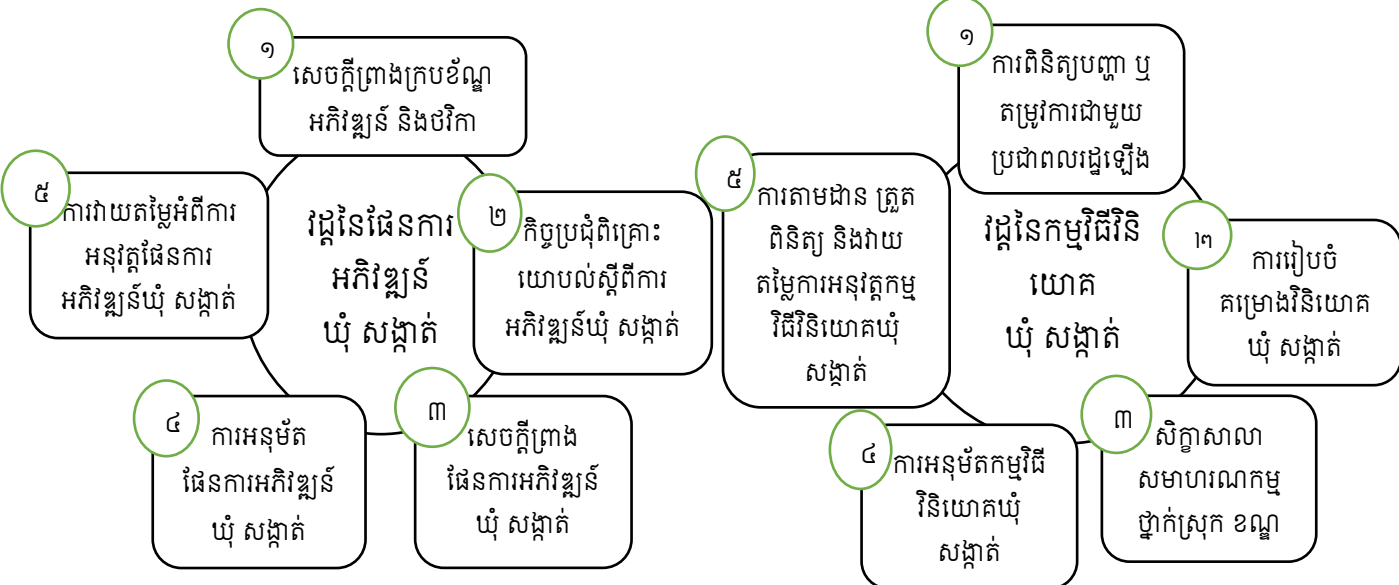 វដ្តនៃផែនការ
អភិវឌ្ឍន៍
ឃុំ សង្កាត់
១
សេចក្តីព្រាងក្របខ័ណ្ឌ
អភិវឌ្ឍន៍ និងថវិកា
២
កិច្ចប្រជុំពិគ្រោះ
យោបល់ស្តីពីការ
អភិវឌ្ឍន៍ឃុំ សង្កាត់
៣
សេចក្តីព្រាង
ផែនការអភិវឌ្ឍន៍
ឃុំ សង្កាត់
៤
ការអនុម័ត
ផែនការអភិវឌ្ឍន៍
ឃុំ សង្កាត់
៥
ការវាយតម្លៃអំពីការ
អនុវត្តផែនការ
អភិវឌ្ឍន៍ឃុំ សង្កាត់
វដ្តនៃកម្មវិធីវិនិ
យោគ
ឃុំ សង្កាត់
១
ការពិនិត្យបញ្ហា ឬ
តម្រូវការជាមួយ
ប្រជាពលរដ្ឋឡើង
ការរៀបចំ
គម្រោងវិនិយោគ
ឃុំ សង្កាត់
៣
សិក្ខាសាលា
សមាហរណកម្ម
ថ្នាក់ស្រុក ខណ្ឌ
៤
ការអនុម័តកម្មវិធី
វិនិយោគឃុំ
សង្កាត់
៥
ការតាមដាន ត្រួត
ពិនិត្យ និងវាយ
តម្លៃការអនុវត្តកម្ម
វិធីវិនិយោគឃុំ
សង្កាត់